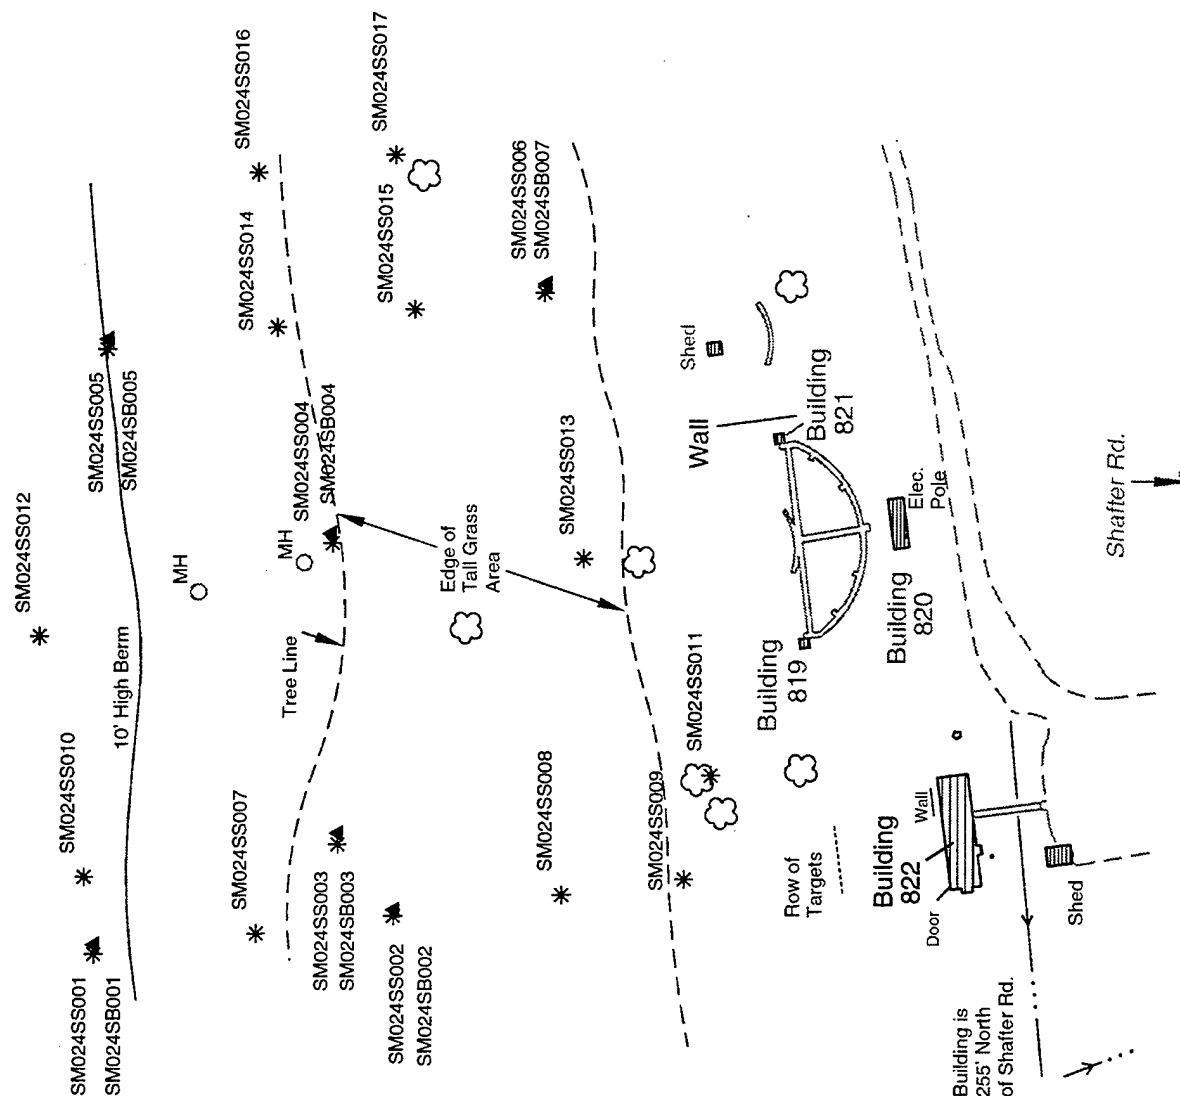 SM024SS012
SM024SS016
SM024SS017
SM024SS010
SM024SS005
SM024SB005
SM024SS001
SM024SB001
10' High Berm
MH
SM024SS014
SM024SS007
MH
SM024SS004
SM024SB004
Tree Line
SM024SS015
SM024SS003
SM024SB003
SM024SS002
SM024SB002
Edge of
Tall Grass
Area
SM024SS006
SM024SB007
SM024SS008
SM024SS013
SM024SS009
SM024SS011
Shed
Wall
Row of
Targets
Building
819
Building
821
Building
822
Building
820
Elec.
Pole
Wall
Door
Building is
255' North
of Shafter Rd.
Shed
Shafter Rd.